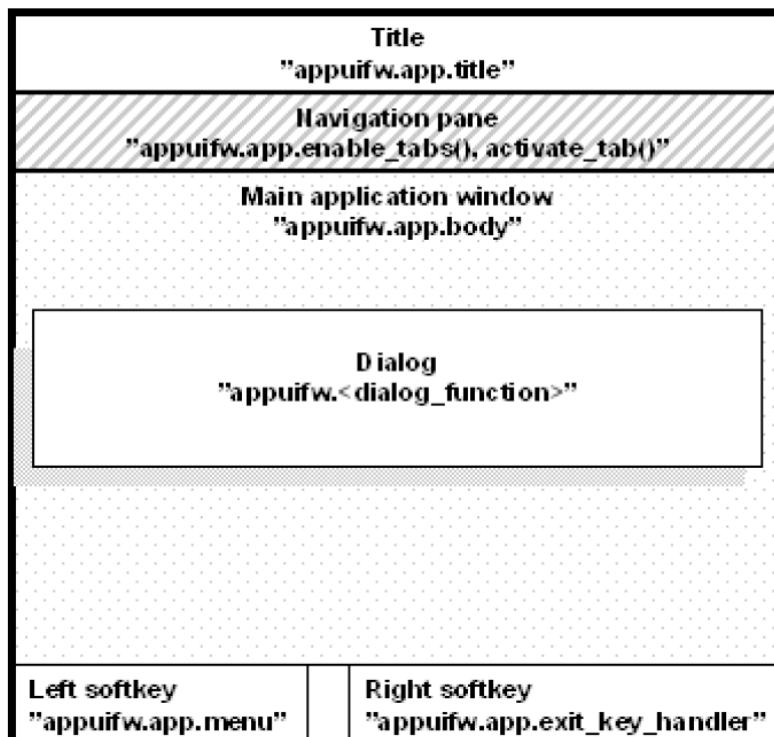 Title
”appuifw.app.title”
Navigation pane
”appuifw.app.enable_tabs(), activate_tab()”
Main application window
”appuifw.app.body”
Dialog
”appuifw.<dialog_function>”
Left softkey
”appuifw.app.menu”
Right softkey
”appuifw.app.exit_key_handler”